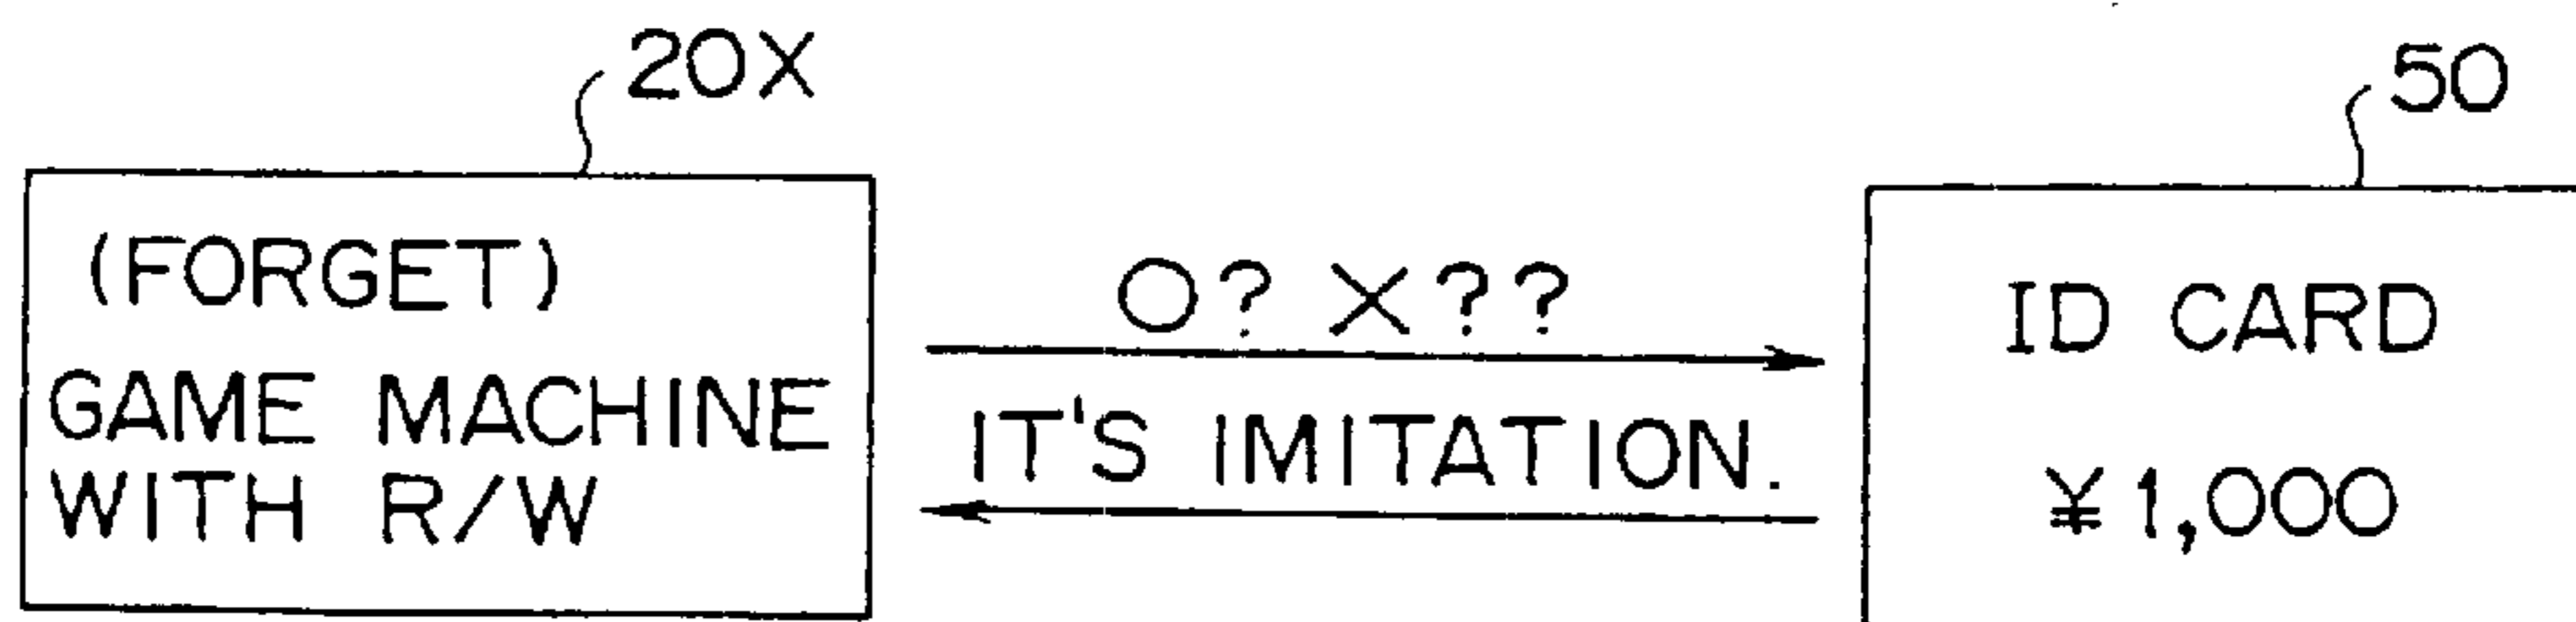 20X
50
(FORGET)
GAME MACHINE
WITH R/W
O? X??
IT'S IMITATION.
ID CARD
¥1,000